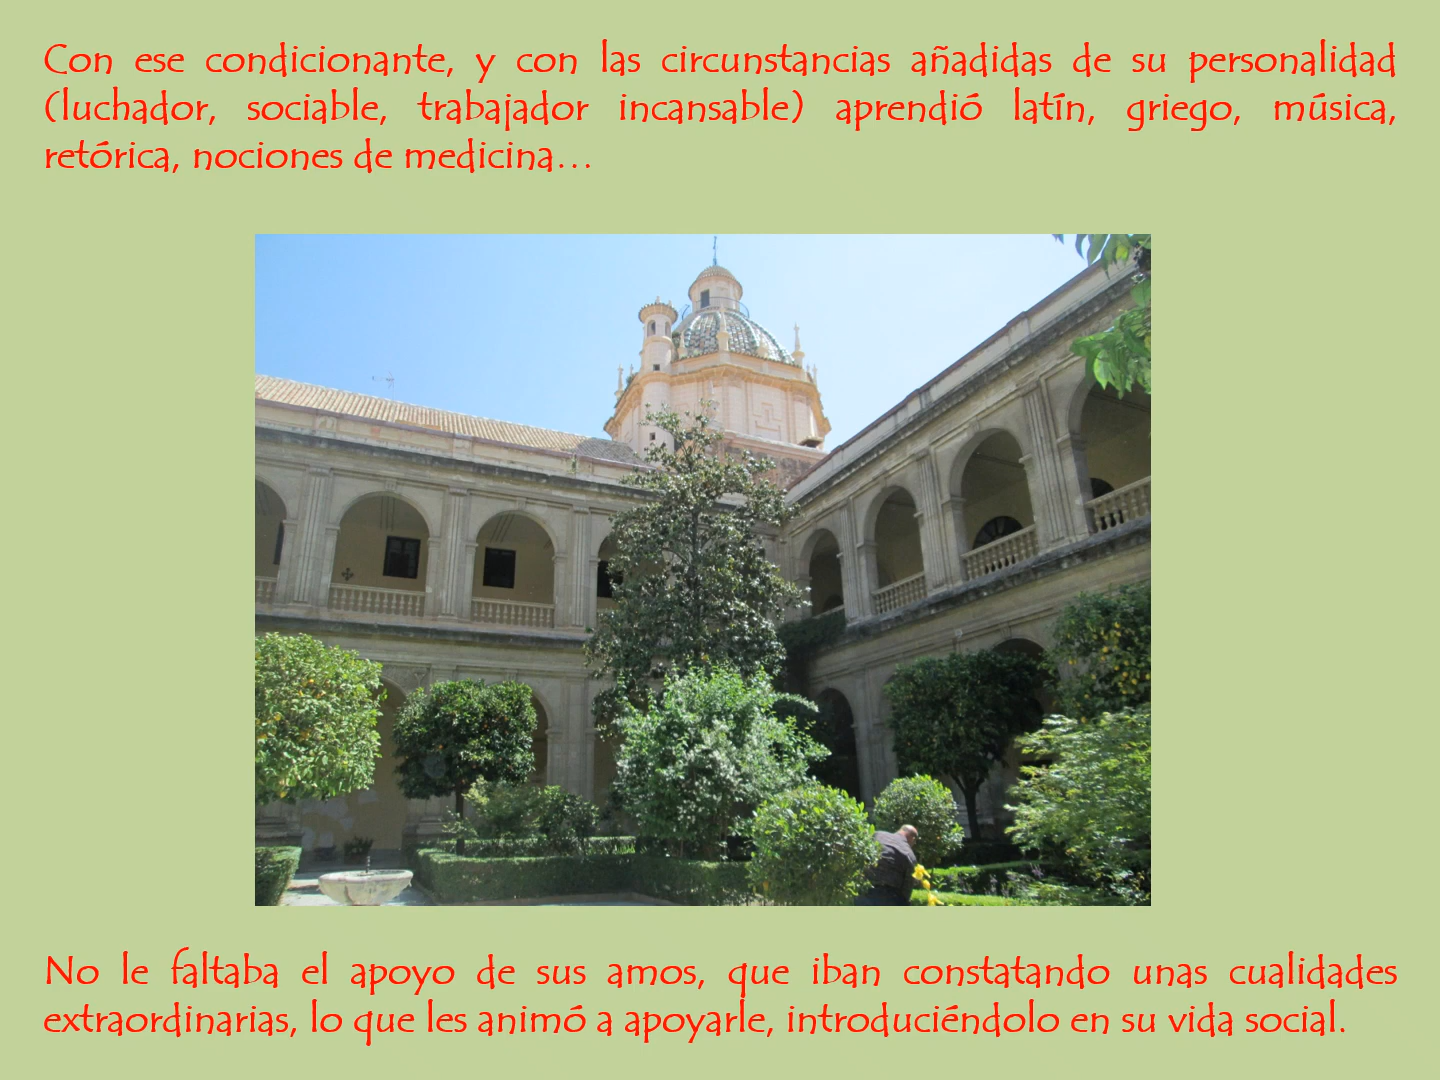 Con ese condicionante, y con las circunstancias añadidas de su personalidad
(luchador, sociable, trabajador incansable) aprendió latín, griego, música,
retórica, nociones de medicina…
No le faltaba el apoyo de sus amos, que iban constatando unas cualidades
extraordinarias, lo que les animó a apoyarle, introduciéndolo en su vida social.